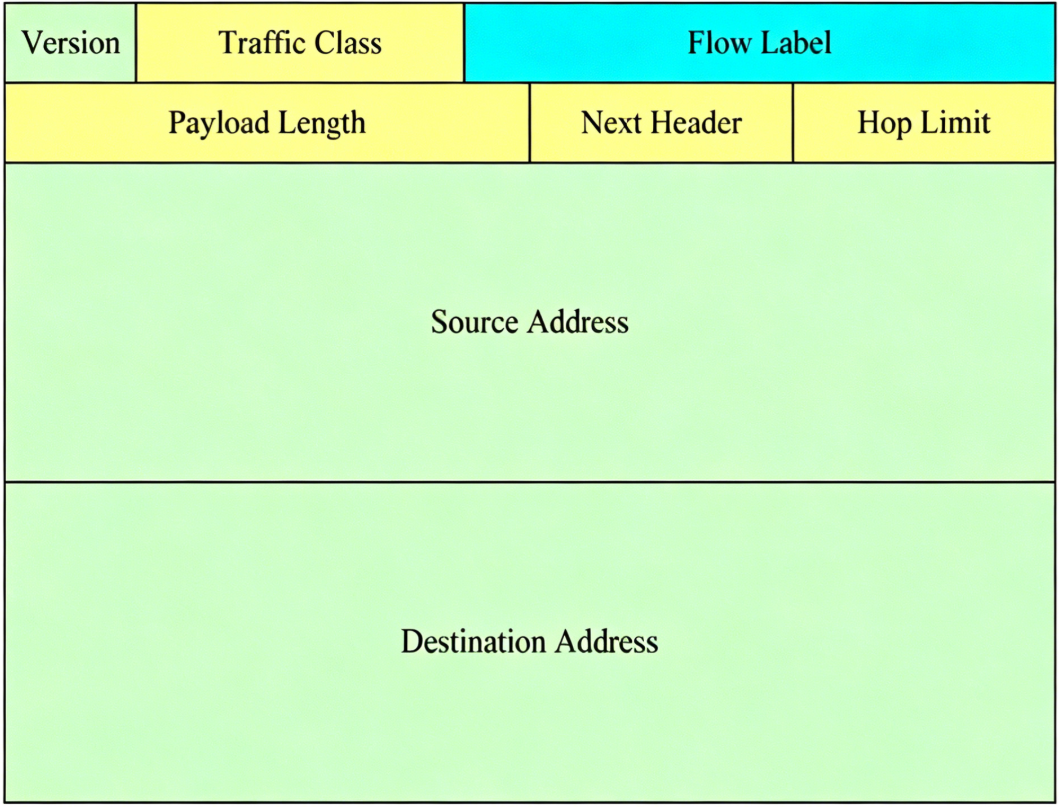 Version Traffic Class Flow Label
Payload Length Next Header Hop Limit
Source Address
Destination Address